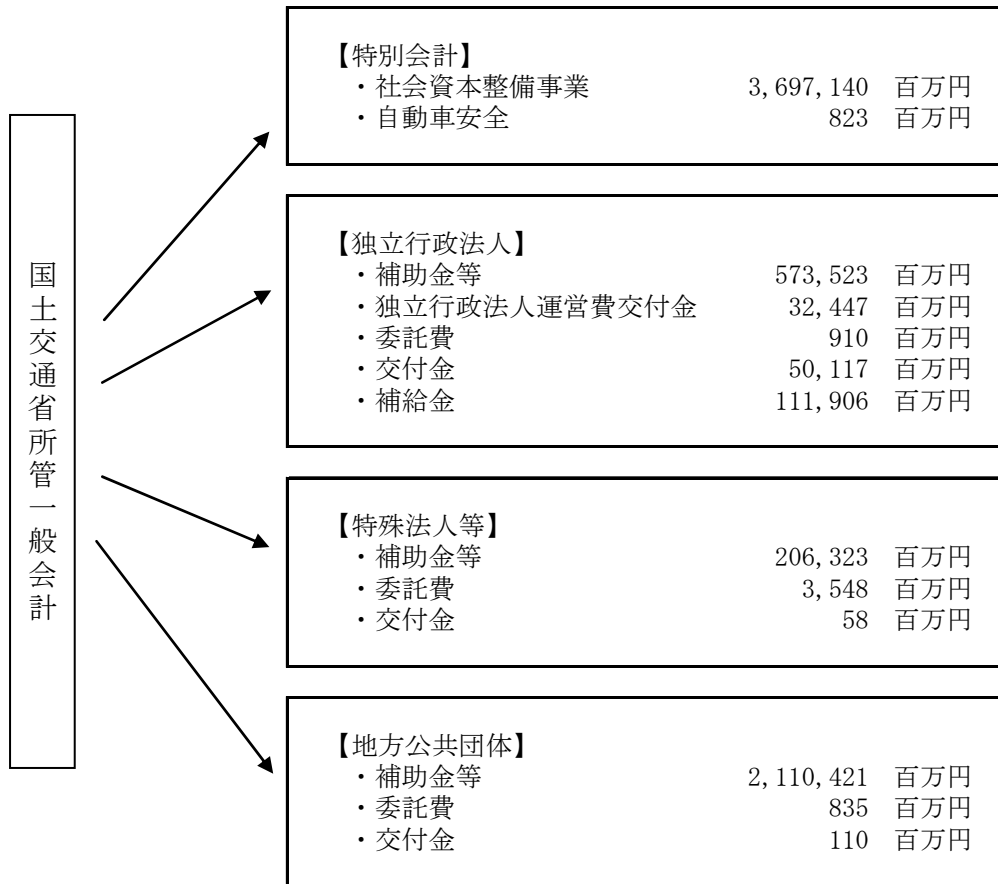 国土交通省所管一般会計
【特別会計】
・社会資本整備事業 3,697,140 百万円
・自動車安全 823 百万円
【独立行政法人】
・補助金等 573,523 百万円
・独立行政法人運営費交付金 32,447 百万円
・委託費 910 百万円
・交付金 50,117 百万円
・補給金 111,906 百万円
【特殊法人等】
・補助金等 206,323 百万円
・委託費 3,548 百万円
・交付金 58 百万円
【地方公共団体】
・補助金等 2,110,421 百万円
・委託費 835 百万円
・交付金 110 百万円